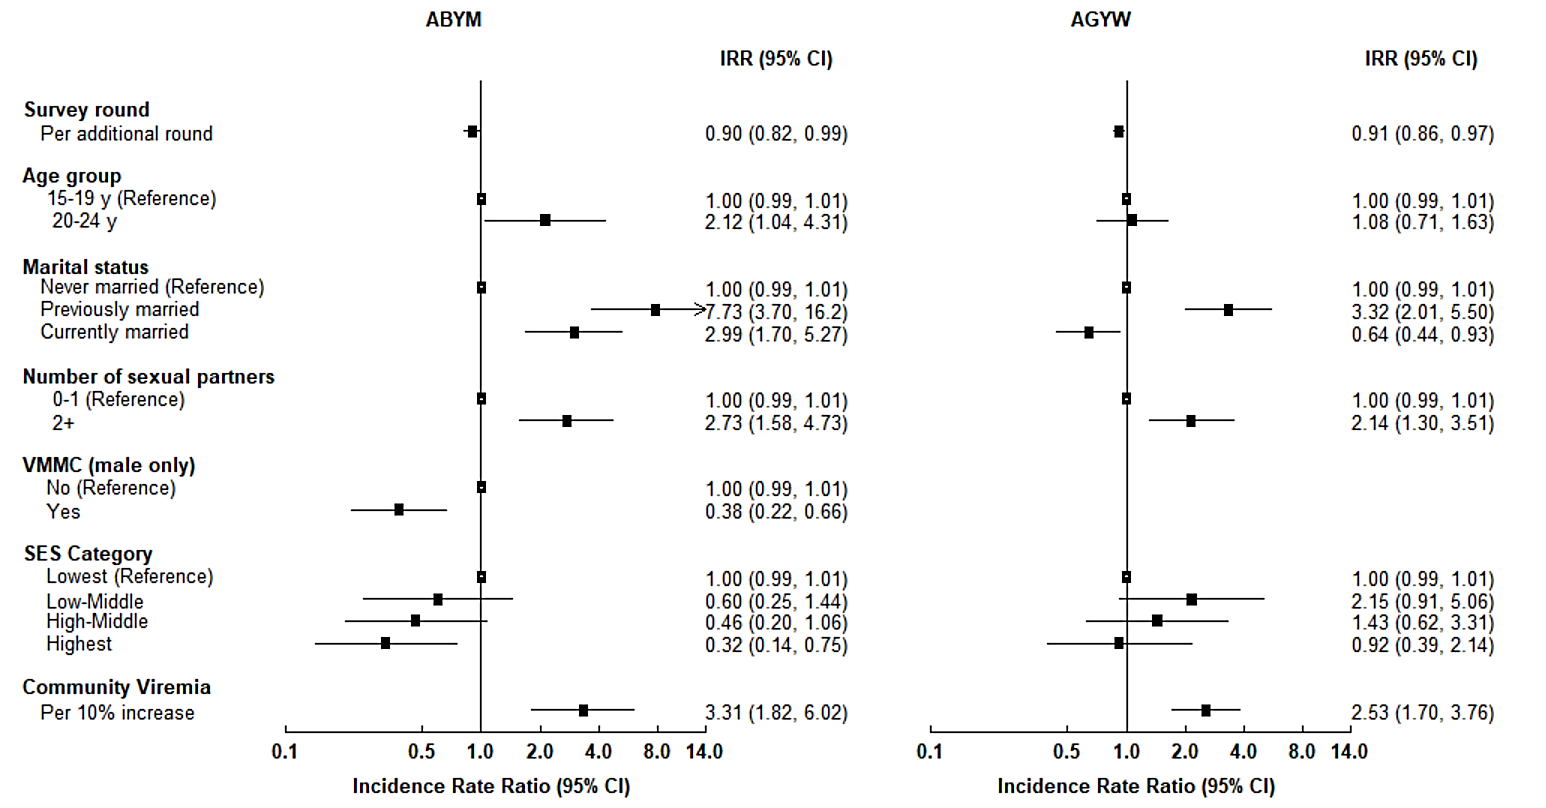 ABYM AGYW
IRR (95% CI) IRR (95% CI)
Survey round
Per additional round 0.90 (0.82, 0.99) 0.91 (0.86, 0.97)
Age group
15-19 y (Reference) 1.00 (0.99, 1.01) 1.00 (0.99, 1.01)
20-24 y 2.12 (1.04, 4.31) 1.08 (0.71, 1.63)
Marital status
Never married (Reference) 1.00 (0.99, 1.01) 1.00 (0.99, 1.01)
Previously married 7.73 (3.70, 16.2) 3.32 (2.01, 5.50)
Currently married 2.99 (1.70, 5.27) 0.64 (0.44, 0.93)
Number of sexual partners
0-1 (Reference) 1.00 (0.99, 1.01) 1.00 (0.99, 1.01)
2+ 2.73 (1.58, 4.73) 2.14 (1.30, 3.51)
VMMC (male only)
No (Reference) 1.00 (0.99, 1.01)
Yes 0.38 (0.22, 0.66)
SES Category
Lowest (Reference) 1.00 (0.99, 1.01) 1.00 (0.99, 1.01)
Low-Middle 0.60 (0.25, 1.44) 2.15 (0.91, 5.06)
High-Middle 0.46 (0.20, 1.06) 1.43 (0.62, 3.31)
Highest 0.32 (0.14, 0.75) 0.92 (0.39, 2.14)
Community Viremia
Per 10% increase 3.31 (1.82, 6.02) 2.53 (1.70, 3.76)
0.1 0.5 1.0 2.0 4.0 8.0 14.0 0.1 0.5 1.0 2.0 4.0 8.0 14.0
Incidence Rate Ratio (95% CI) Incidence Rate Ratio (95% CI)